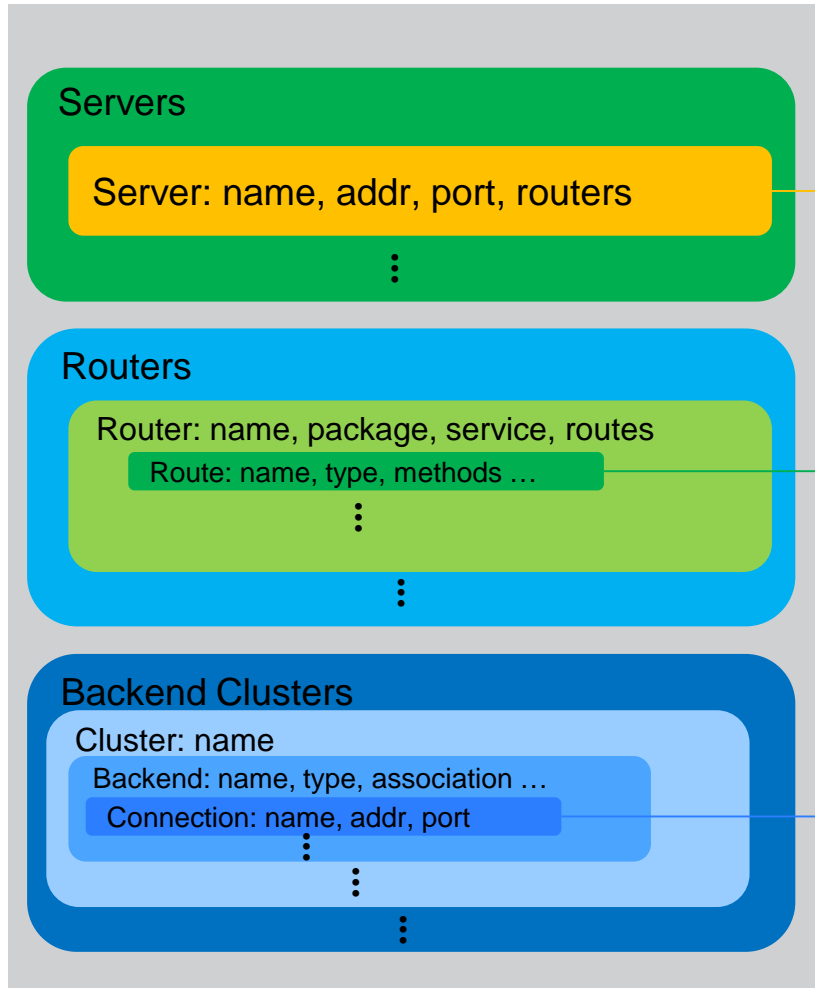 Servers
Server: name, addr, port, routers
Routers
Router: name, package, service, routes
Route: name, type, methods …
Backend Clusters
Cluster: name
Backend: name, type, association …
Connection: name, addr, port